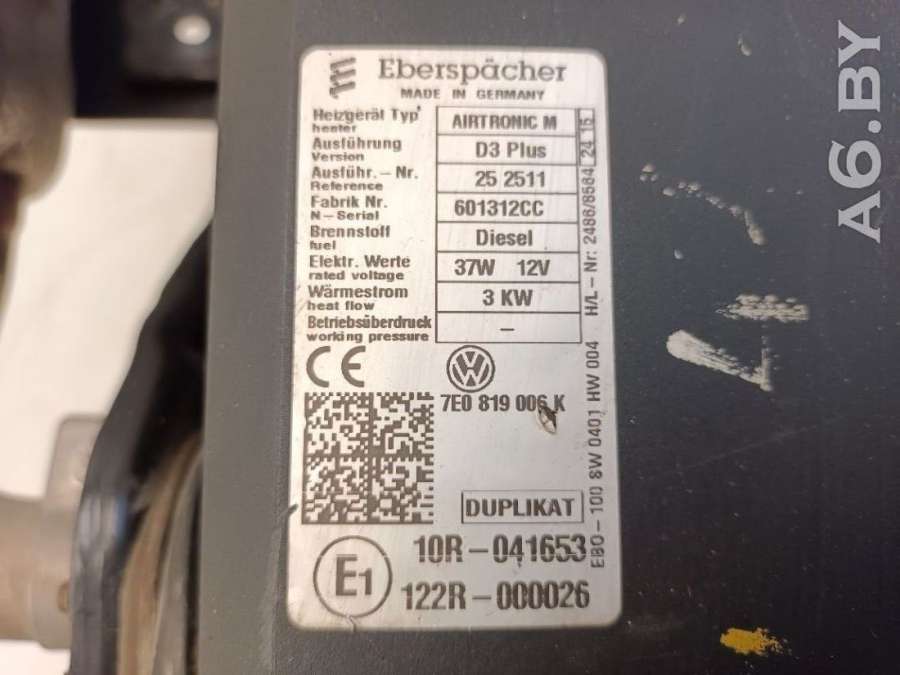 Eberspächer
MADE IN GERMANY
Heizgerät Typ AIRTRONIC M
heater
Ausführung D3 Plus
Version
Ausführ.-Nr. 25 2511
Reference
Fabrik Nr. 601312CC
N-Serial
Brennstoff Diesel
fuel
Elektr. Werte 37W 12V
rated voltage
Wärmestrom 3 KW
heat flow
Betriebsüberdruck –
working pressure
CE
7E0 819 006 K
DUPLIKAT
E1
10R-041653
122R-000026
H/L-Nr: 2486/8584 24 15
EBO-100 SW 0401 HW 004
A6.BY